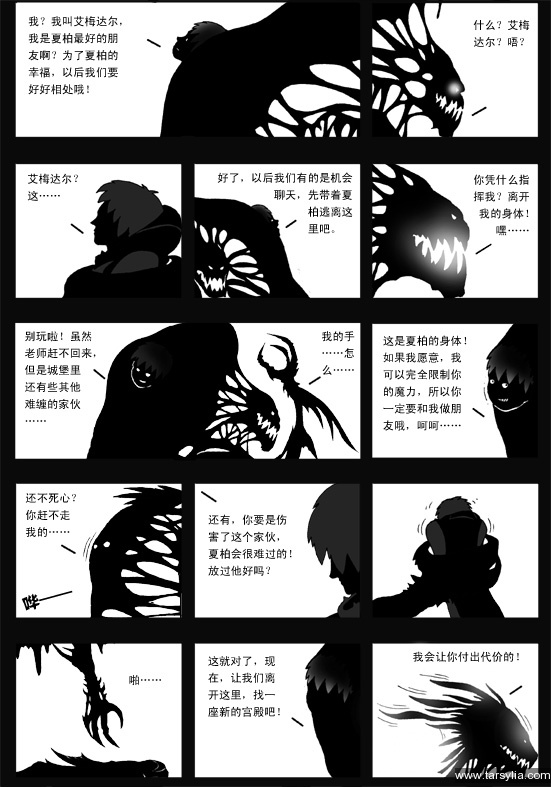 我？我叫艾梅达尔，
我是夏柏最好的朋
友啊？为了夏柏的
幸福，以后我们要
好好相处哦！
什么？艾梅
达尔？唔？
艾梅达尔？
这……
好了，以后我们有的是机会
聊天，先带着夏
柏逃离这
里吧。
你凭什么指
挥我？离开
我的身体！
嘿……
别玩啦！虽然
老师赶不回来，
但是城堡里
还有些其他
难缠的家伙
……
我的手
……怎
么……
这是夏柏的身体！
如果我愿意，我
可以完全限制你
的魔力，所以你
一定要和我做朋
友哦，呵呵……
还不死心？
你赶不走
我的……
哗
还有，你要是伤
害了这个家伙，
夏柏会很难过的！
放过他好吗？
啪……
这就对了，现
在，让我们离
开这里，找一
座新的宫殿吧！
我会让你付出代价的！
www.tarsylia.com